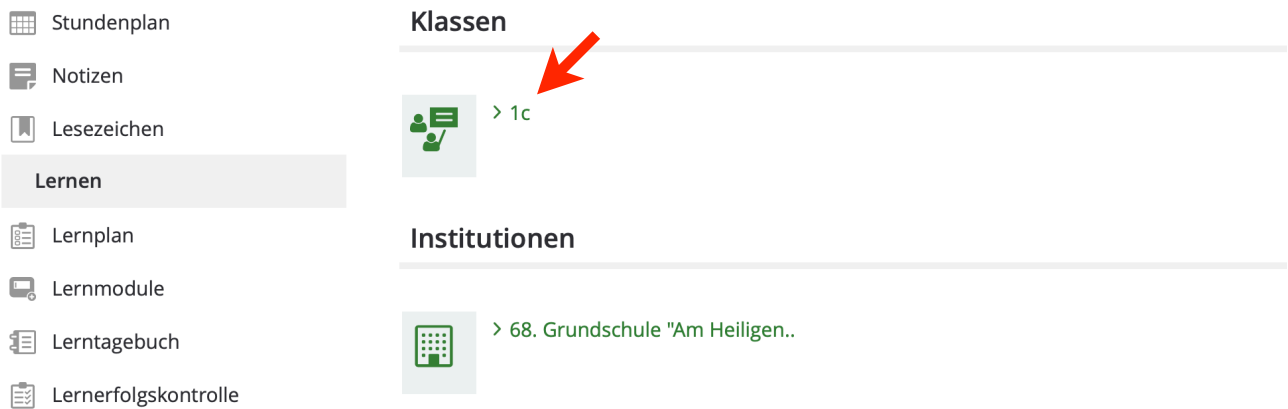 Stundenplan
Notizen
Lesezeichen
Lernen
Lernplan
Lernmodule
Lerntagebuch
Lernerfolgskontrolle
Klassen
1c
Institutionen
68. Grundschule "Am Heiligen..